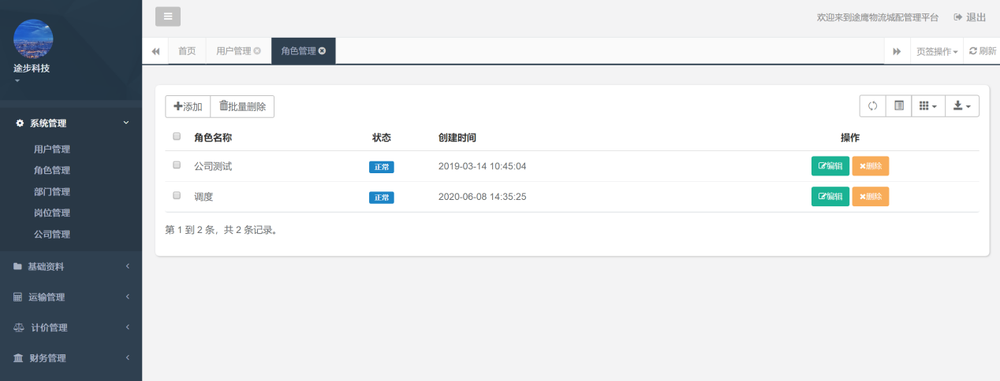 欢迎来到途鹰物流城配管理平台 退出
途步科技
首页 用户管理 角色管理 页签操作 刷新
系统管理
用户管理
角色管理
部门管理
岗位管理
公司管理
基础资料
运输管理
计价管理
财务管理
添加 批量删除
角色名称 状态 创建时间 操作
公司测试 正常 2019-03-14 10:45:04 编辑 删除
调度 正常 2020-06-08 14:35:25 编辑 删除
第 1 到 2 条，共 2 条记录。